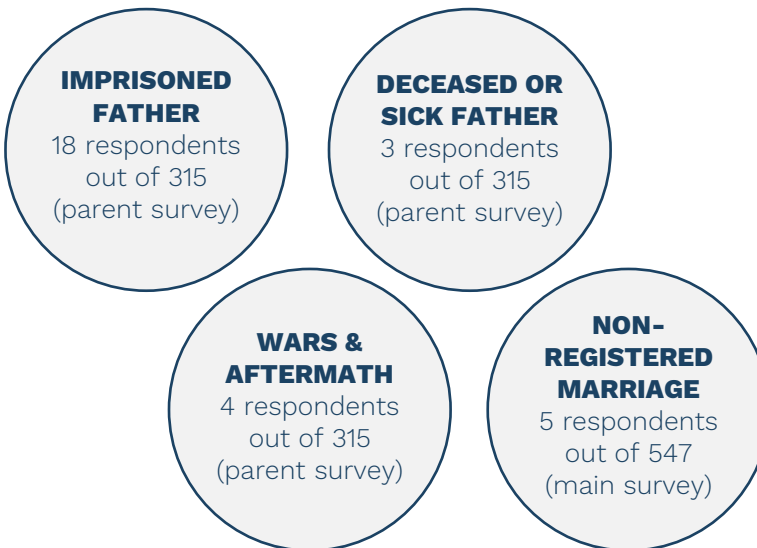 IMPRISONED
FATHER
18 respondents
out of 315
(parent survey)
DECEASED OR
SICK FATHER
3 respondents
out of 315
(parent survey)
WARS &
AFTERMATH
4 respondents
out of 315
(parent survey)
NON-
REGISTERED
MARRIAGE
5 respondents
out of 547
(main survey)